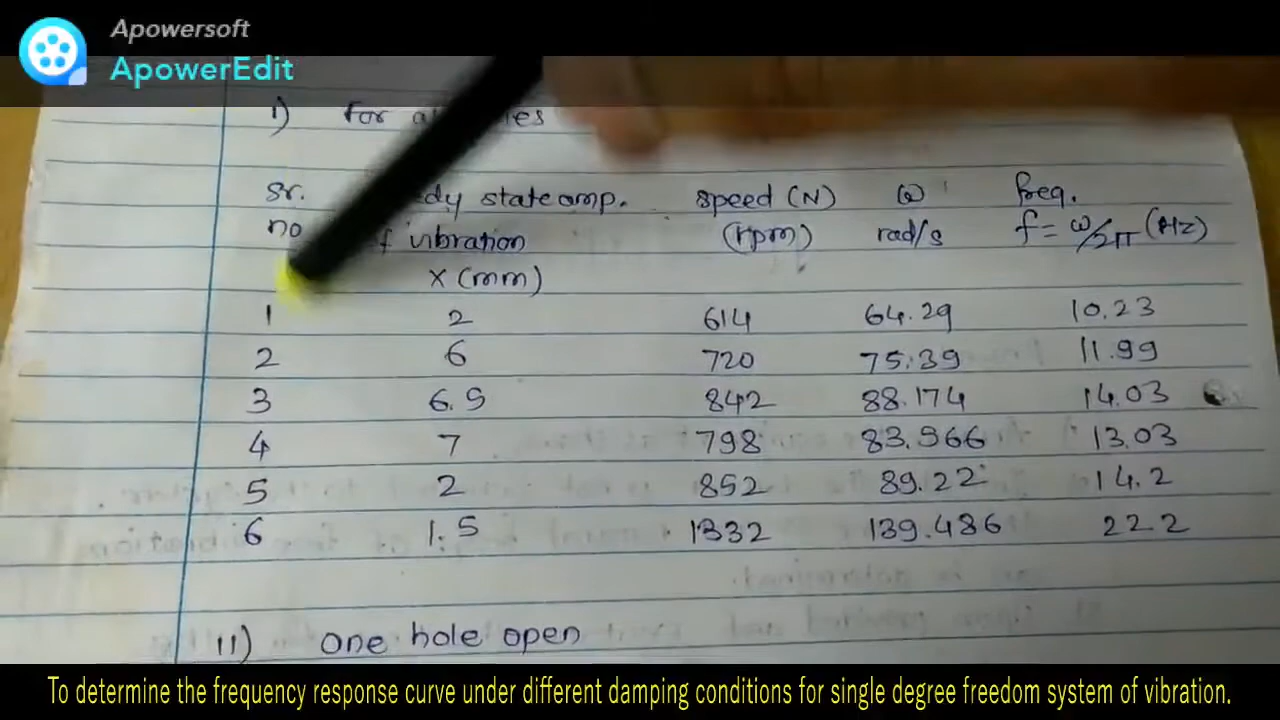 Apowersoft
ApowerEdit
1) For
Sr. state amp. speed (N) ω freq.
no vibration (rpm) rad/s f = ω/2π (Hz)
X (mm)
1 2 614 64.29 10.23
2 6 720 75.39 11.99
3 6.5 842 88.174 14.03
4 7 798 83.566 13.03
5 2 852 89.22 14.2
6 1.5 1332 139.486 22.2
11) one hole open
To determine the frequency response curve under different damping conditions for single degree freedom system of vibration.